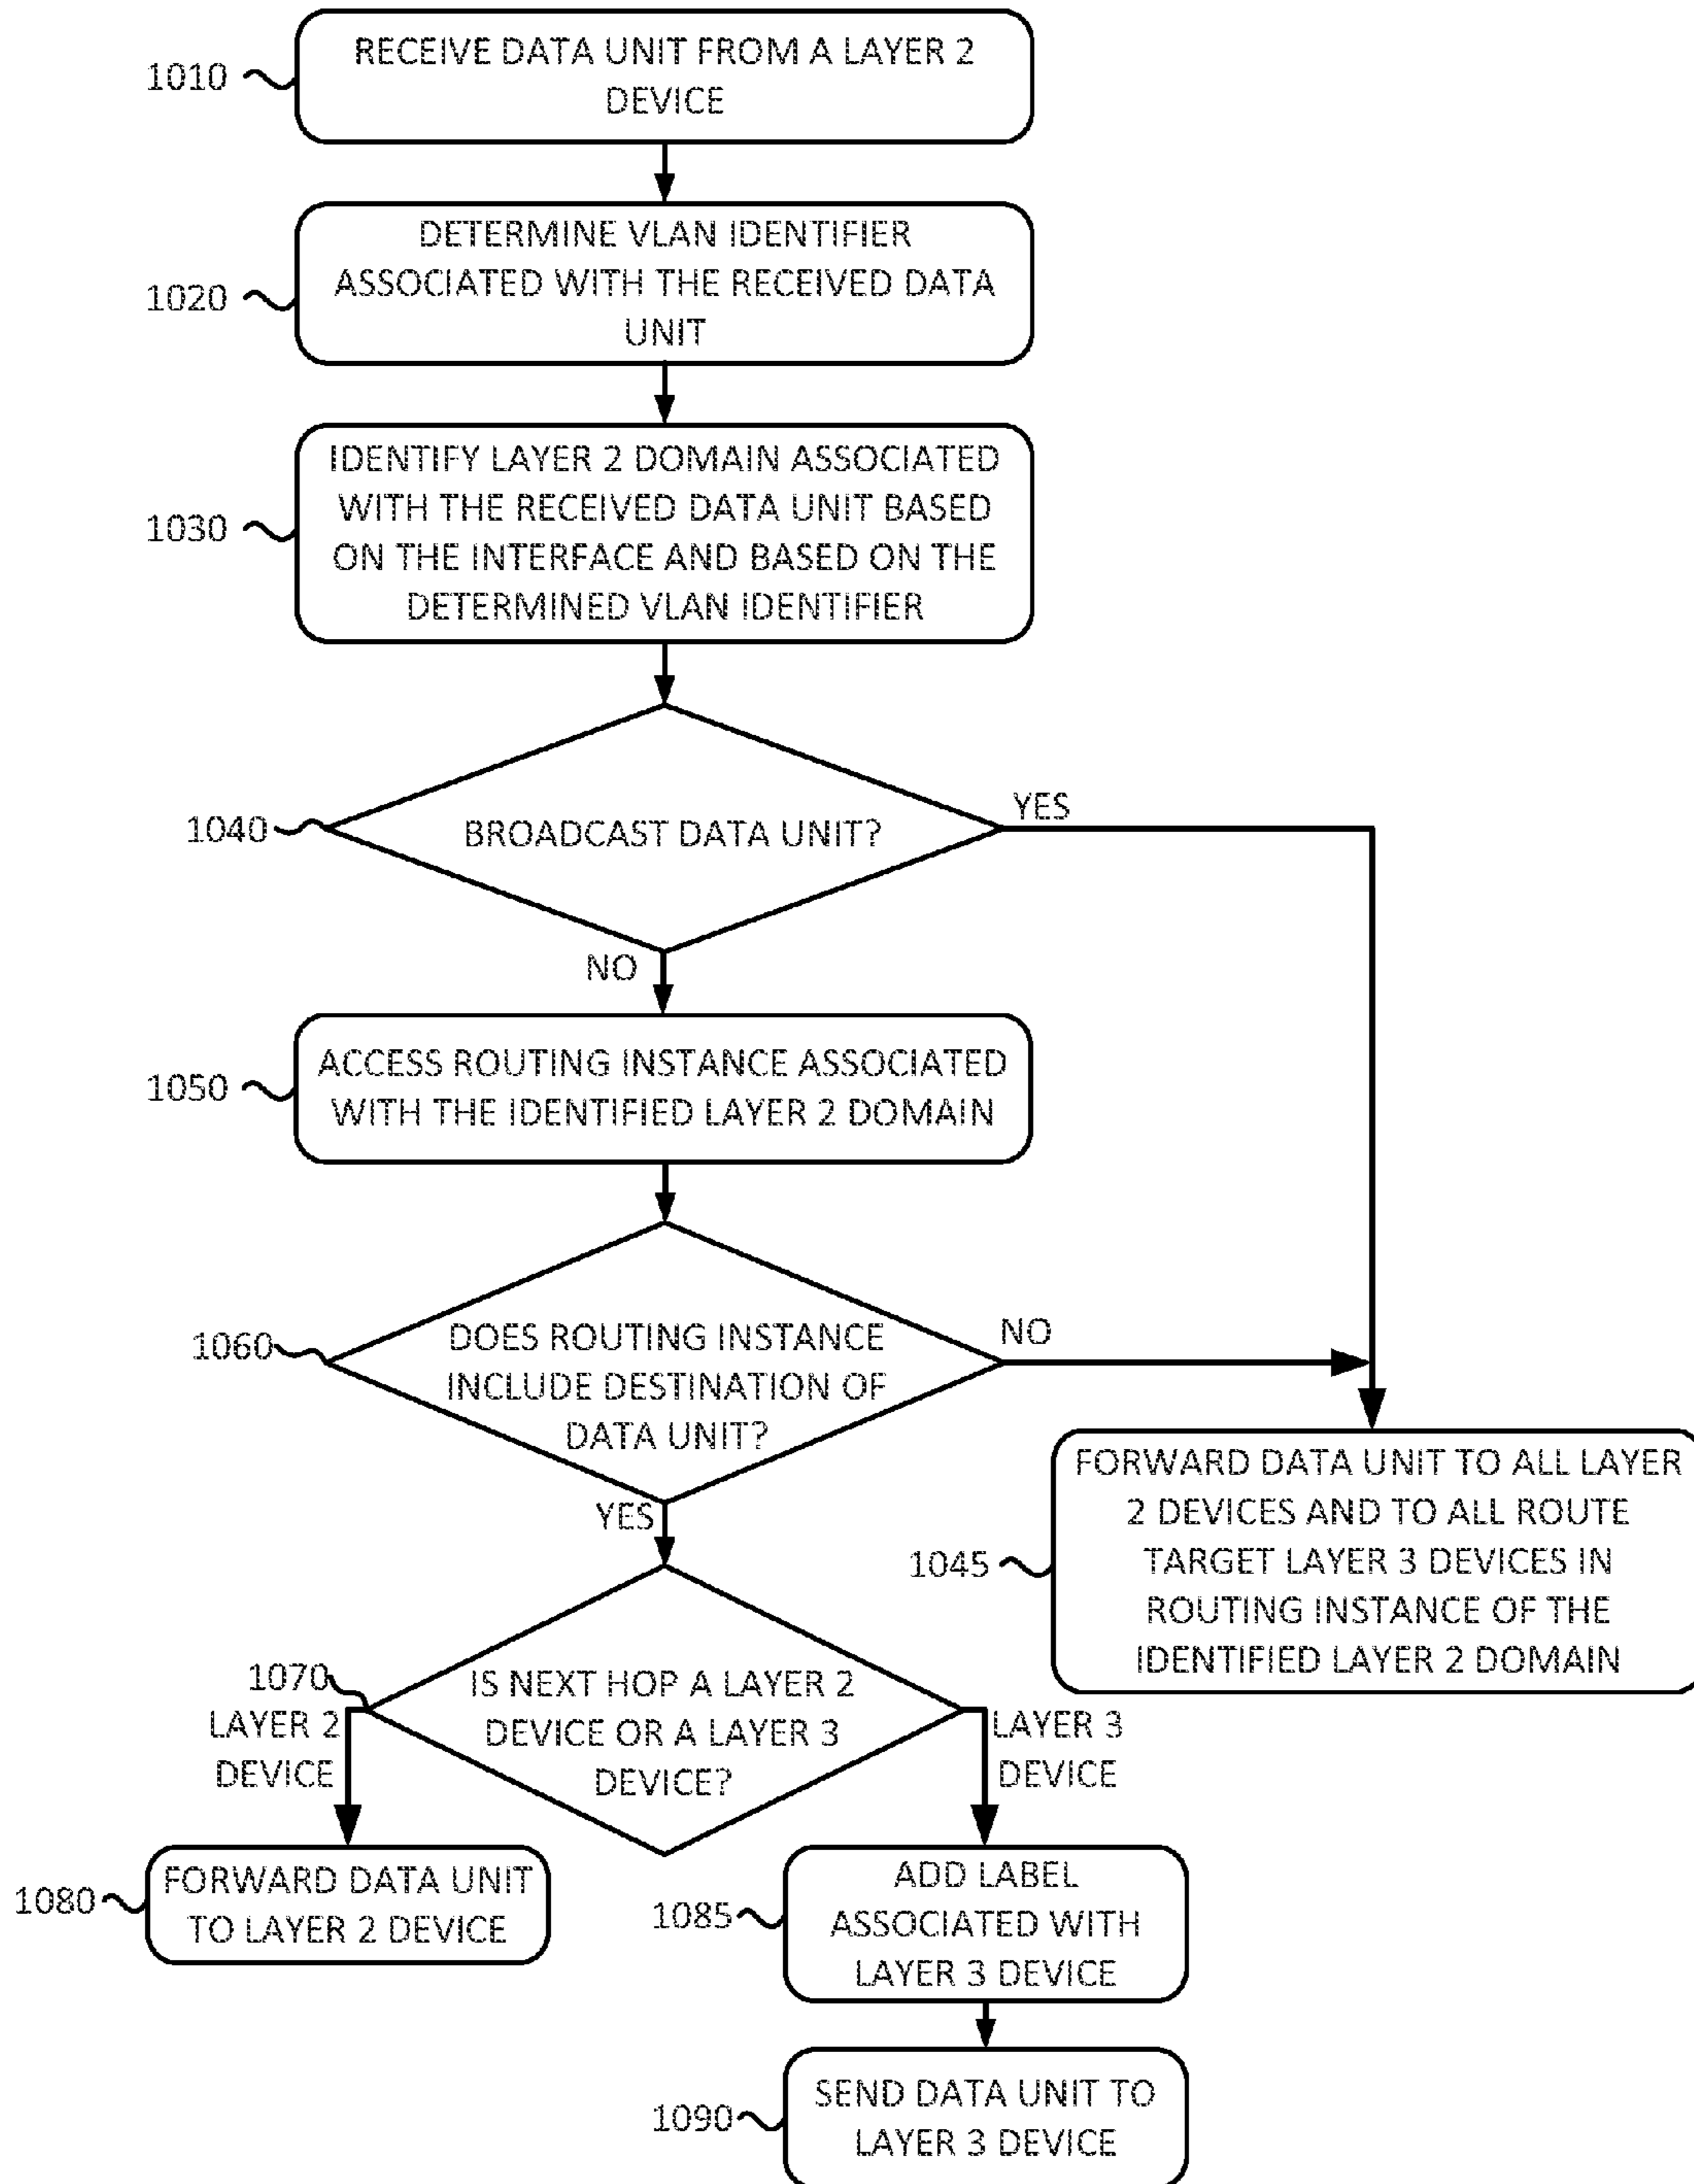 RECEIVE DATA UNIT FROM A LAYER 2
DEVICE
1010
DETERMINE VLAN IDENTIFIER
ASSOCIATED WITH THE RECEIVED DATA
UNIT
1020
IDENTIFY LAYER 2 DOMAIN ASSOCIATED
WITH THE RECEIVED DATA UNIT BASED
ON THE INTERFACE AND BASED ON THE
DETERMINED VLAN IDENTIFIER
1030
BROADCAST DATA UNIT?
1040
YES
NO
ACCESS ROUTING INSTANCE ASSOCIATED
WITH THE IDENTIFIED LAYER 2 DOMAIN
1050
DOES ROUTING INSTANCE
INCLUDE DESTINATION OF
DATA UNIT?
1060
NO
YES
FORWARD DATA UNIT TO ALL LAYER
2 DEVICES AND TO ALL ROUTE
TARGET LAYER 3 DEVICES IN
ROUTING INSTANCE OF THE
IDENTIFIED LAYER 2 DOMAIN
1045
IS NEXT HOP A LAYER 2
DEVICE OR A LAYER 3
DEVICE?
1070
LAYER 2
DEVICE
LAYER 3
DEVICE
FORWARD DATA UNIT
TO LAYER 2 DEVICE
1080
ADD LABEL
ASSOCIATED WITH
LAYER 3 DEVICE
1085
SEND DATA UNIT TO
LAYER 3 DEVICE
1090